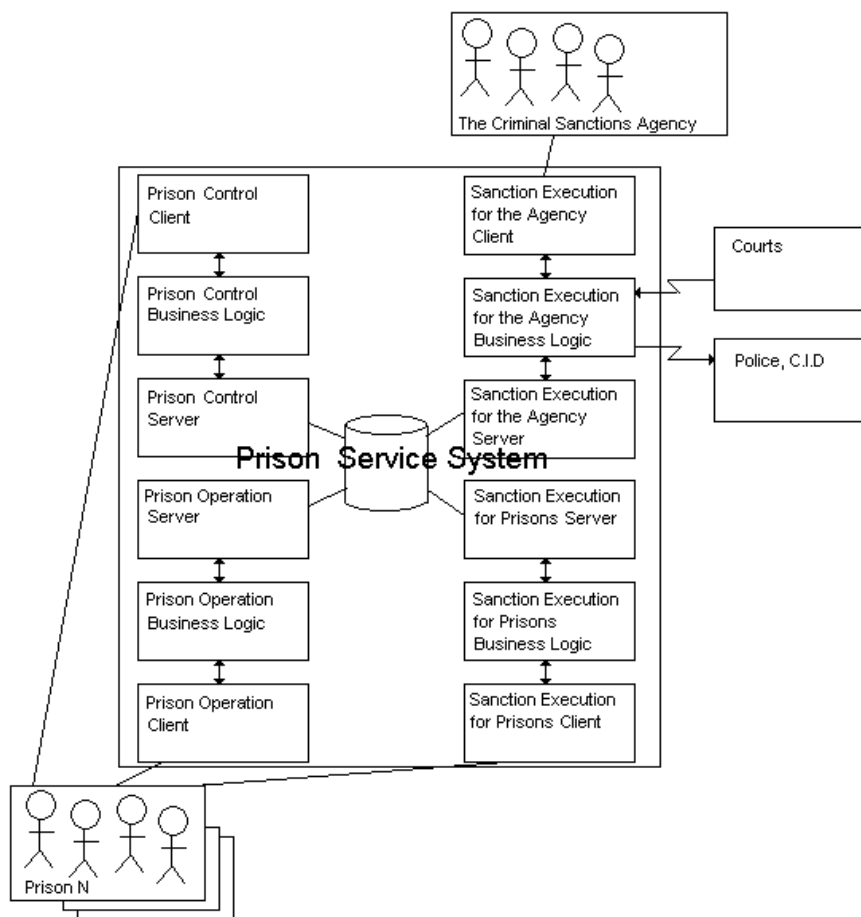 The Criminal Sanctions Agency
Prison Control
Client
Sanction Execution
for the Agency
Client
Courts
Prison Control
Business Logic
Sanction Execution
for the Agency
Business Logic
Police, C.I.D
Prison Control
Server
Sanction Execution
for the Agency
Server
Prison Service System
Prison Operation
Server
Sanction Execution
for Prisons Server
Prison Operation
Business Logic
Sanction Execution
for Prisons
Business Logic
Prison Operation
Client
Sanction Execution
for Prisons Client
Prison N